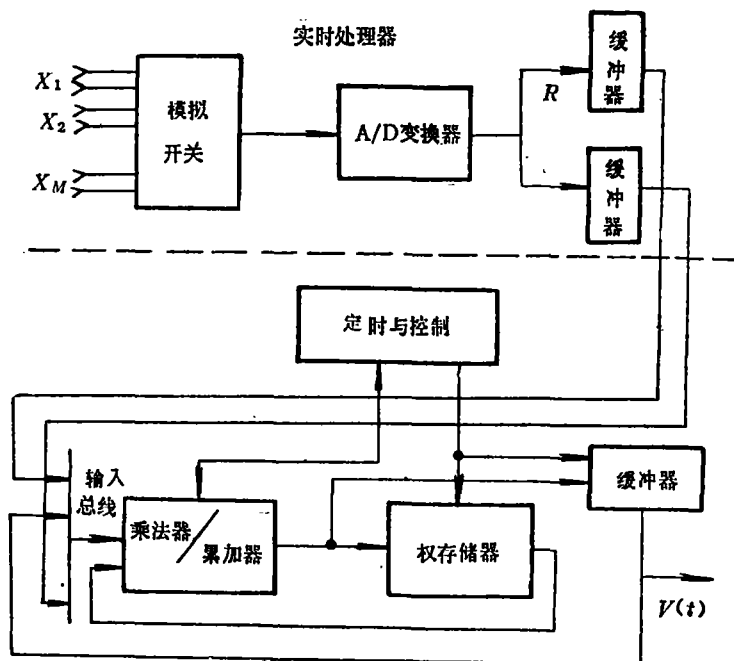 实时处理器
X1
X2
XM
模拟
开关
A/D变换器
R
缓
冲
器
缓
冲
器
定时与控制
输入
总线
乘法器/
累加器
权存储器
缓冲器
V(t)